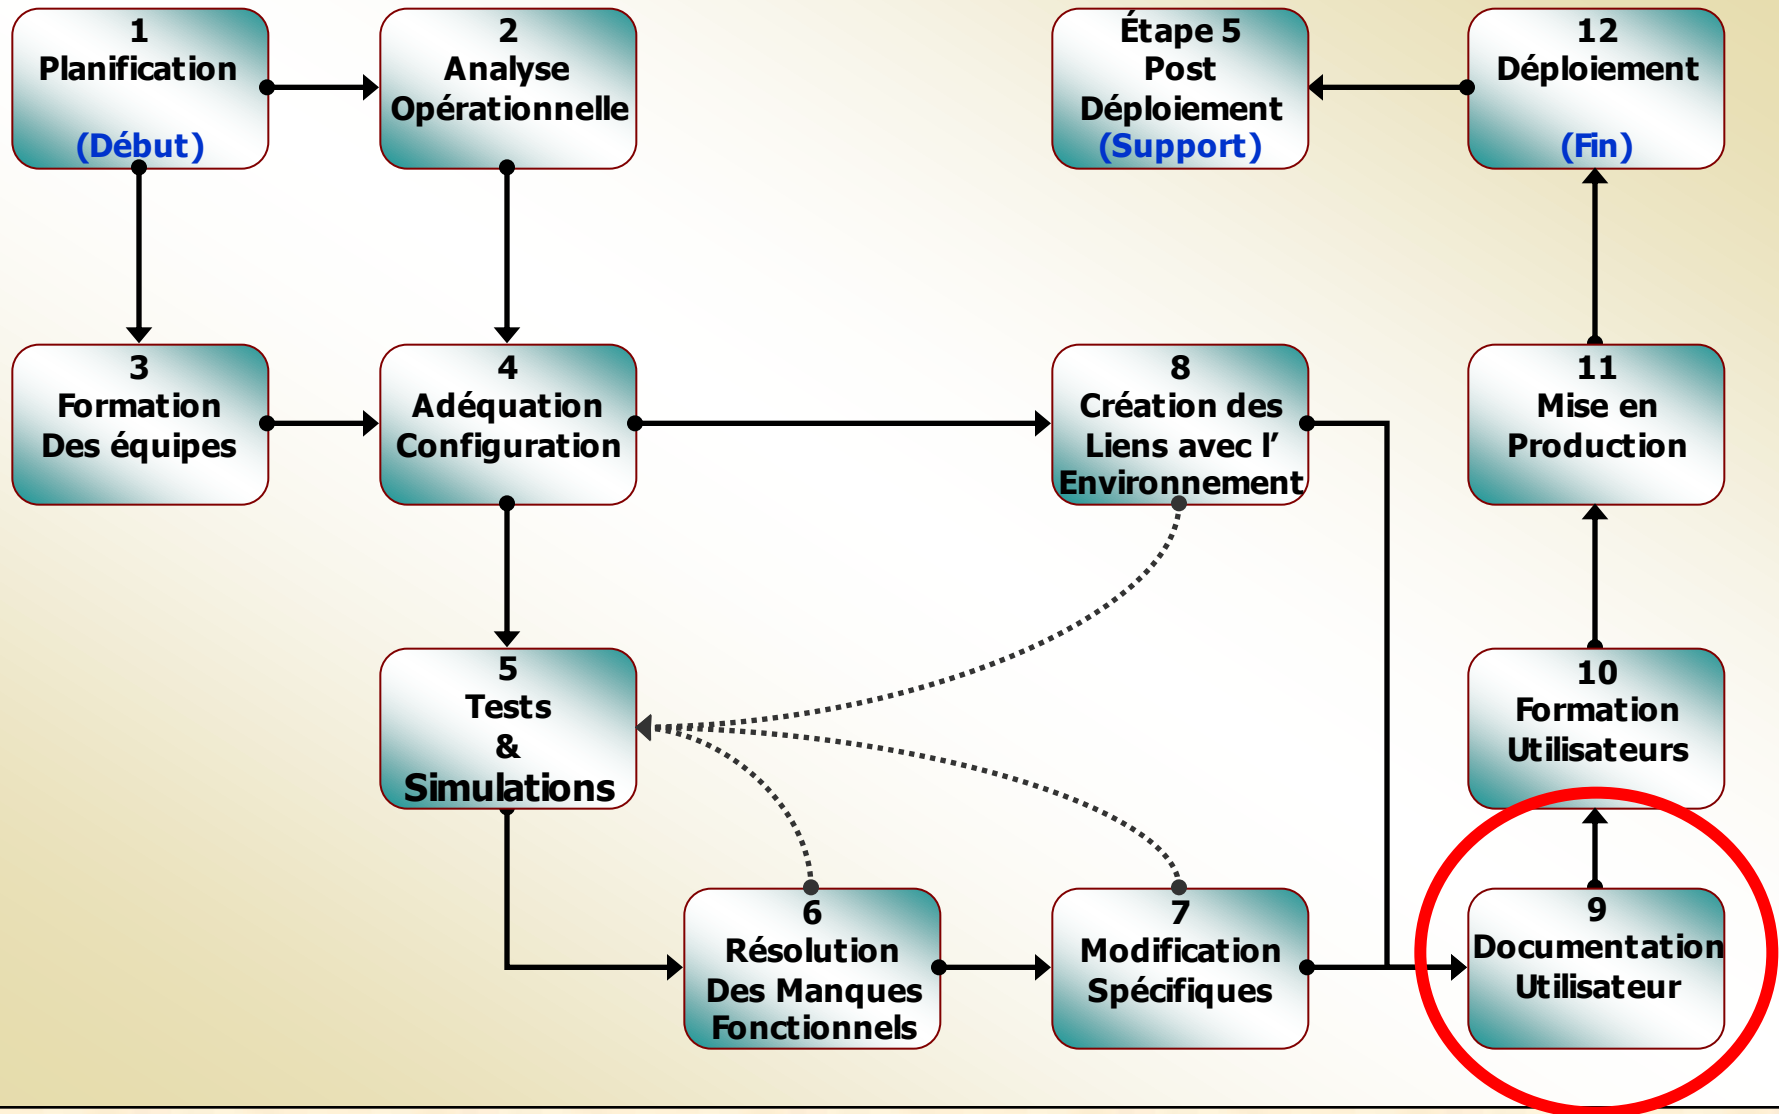 1
Planification
(Début)
2
Analyse
Opérationnelle
Étape 5
Post
Déploiement
(Support)
12
Déploiement
(Fin)
3
Formation
Des équipes
4
Adéquation
Configuration
8
Création des
Liens avec l’
Environnement
11
Mise en
Production
5
Tests
&
Simulations
10
Formation
Utilisateurs
6
Résolution
Des Manques
Fonctionnels
7
Modification
Spécifiques
9
Documentation
Utilisateur